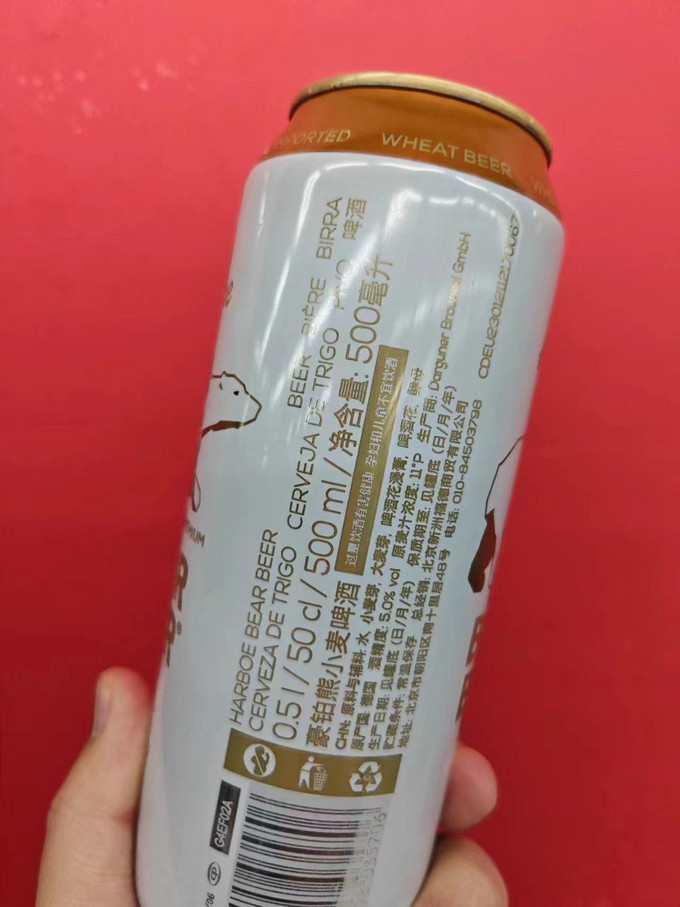 IMPORTED WHEAT BEER
HARBOE BEAR BEER BEER BIÈRE BIRRA
CERVEZA DE TRIGO CERVEJA DE TRIGO PIVO 啤酒
0.5 l / 50 cl / 500 ml / 净含量: 500毫升
豪铂熊小麦啤酒
过量饮酒有害健康 孕妇和儿童不宜饮酒
CHN: 原料与辅料: 水, 小麦芽, 大麦芽, 啤酒花浸膏, 啤酒花, 酵母
原产国: 德国 酒精度: 5.0% vol 原麦汁浓度: 11°P 生产商: Darguner Brauerei GmbH
生产日期: 见罐底 (日/月/年) 保质期至: 见罐底 (日/月/年)
贮藏条件: 常温保存 总经销: 北京新洲福德商贸有限公司
地址: 北京市朝阳区南十里居48号 电话: 010-84503798
G4EF02A